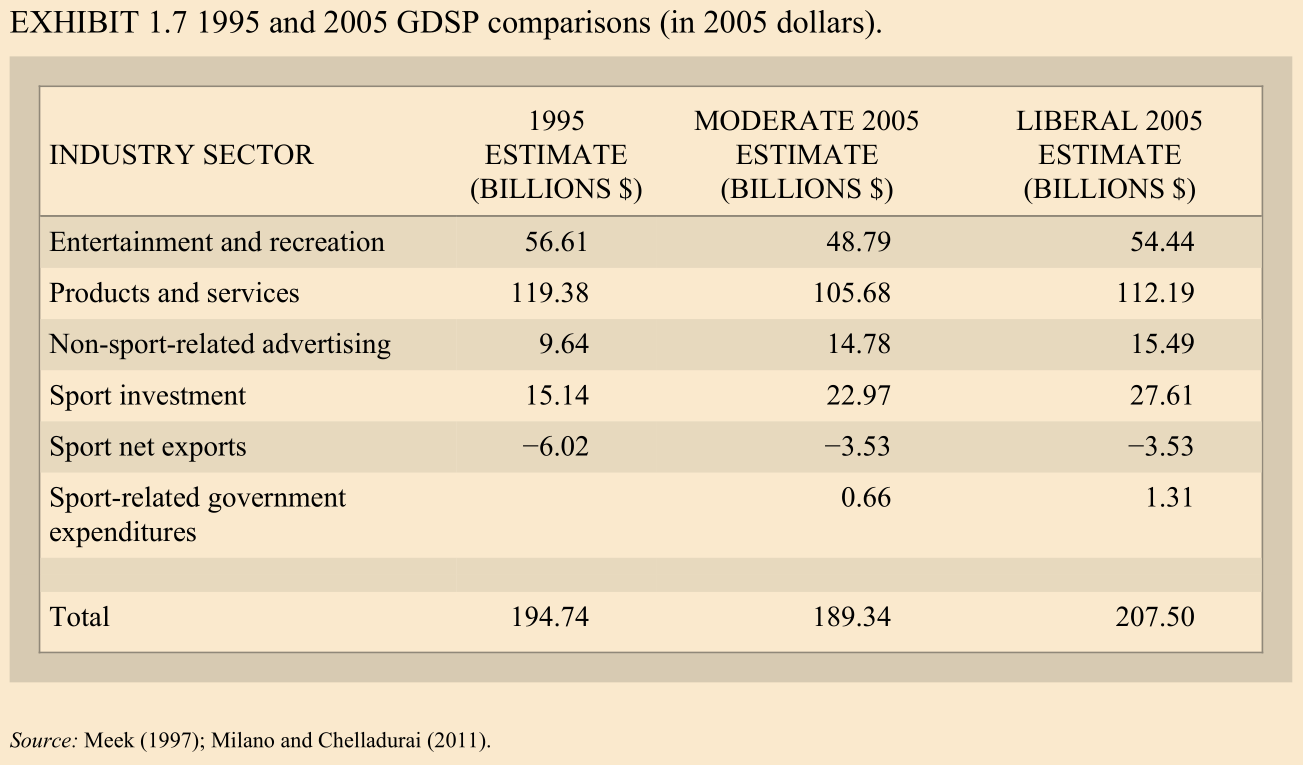 EXHIBIT 1.7 1995 and 2005 GDSP comparisons (in 2005 dollars).
INDUSTRY SECTOR 1995 ESTIMATE (BILLIONS $) MODERATE 2005 ESTIMATE (BILLIONS $) LIBERAL 2005 ESTIMATE (BILLIONS $)
Entertainment and recreation 56.61 48.79 54.44
Products and services 119.38 105.68 112.19
Non-sport-related advertising 9.64 14.78 15.49
Sport investment 15.14 22.97 27.61
Sport net exports −6.02 −3.53 −3.53
Sport-related government 0.66 1.31
expenditures
Total 194.74 189.34 207.50
Source: Meek (1997); Milano and Chelladurai (2011).